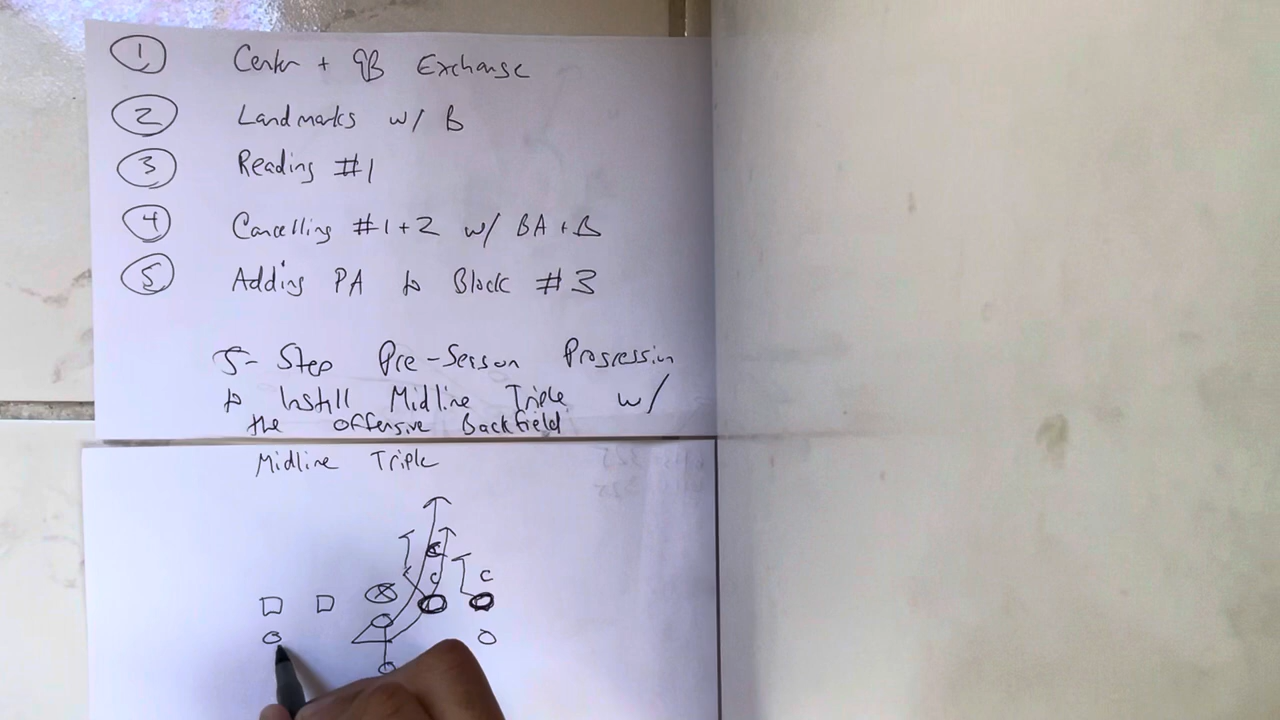 1 Center + QB Exchange
2 Landmarks w/ B
3 Reading #1
4 Cancelling #1+2 w/ BA + B
5 Adding PA to Block #3
5-Step Pre-Season Progression
to Install Midline Triple w/
the offensive Backfield
Midline Triple
C
C
C